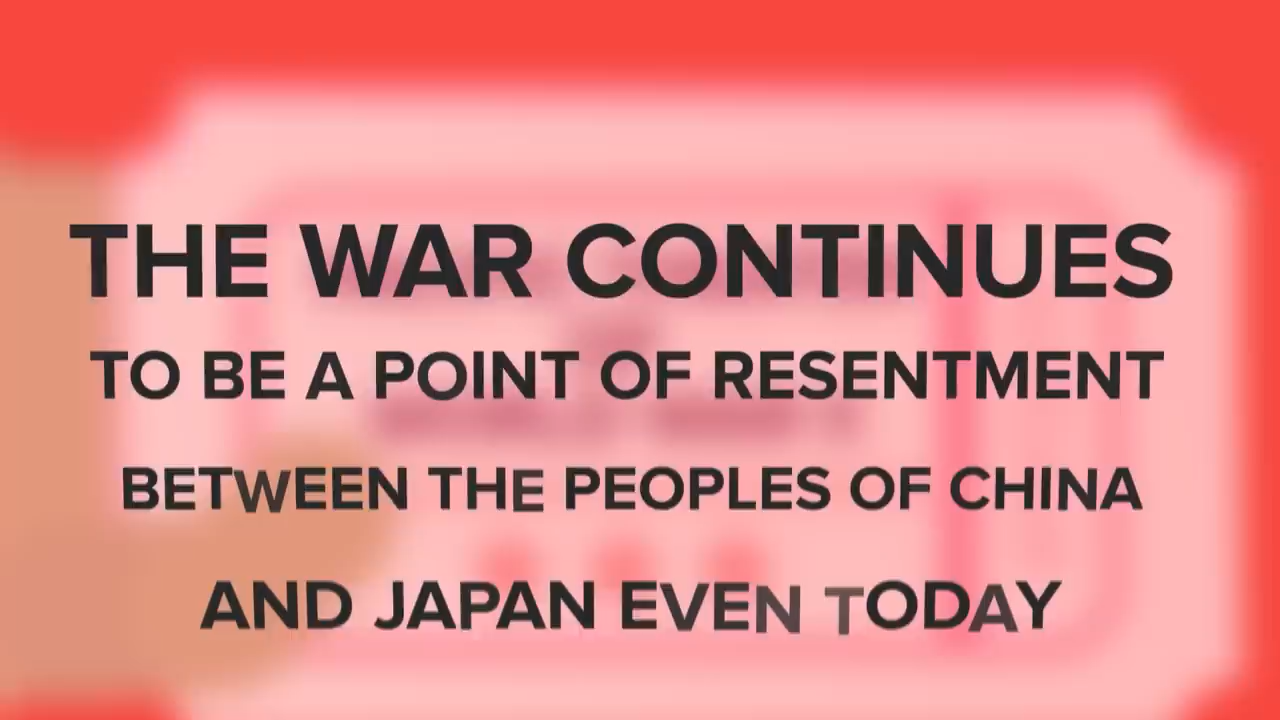 THE WAR CONTINUES
TO BE A POINT OF RESENTMENT
BETWEEN THE PEOPLES OF CHINA
AND JAPAN EVEN TODAY